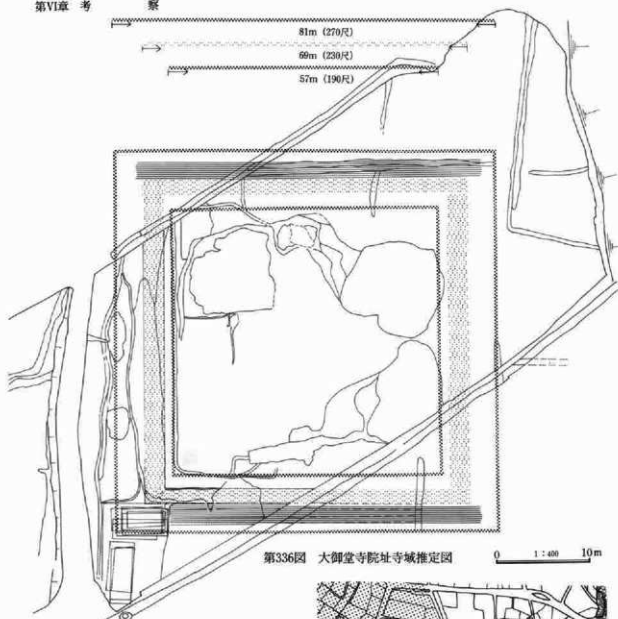 第Ⅵ章 考 察
81m (270尺)
69m (230尺)
57m (190尺)
第336図 大御堂寺院址寺域推定図
0 1:400 10m